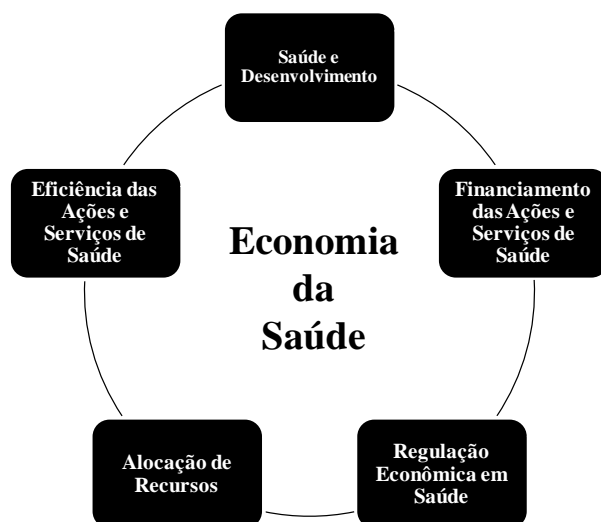 Saúde e
Desenvolvimento
Eficiência das
Ações e
Serviços de
Saúde
Financiamento
das Ações e
Serviços de
Saúde
Economia
da
Saúde
Alocação de
Recursos
Regulação
Econômica em
Saúde